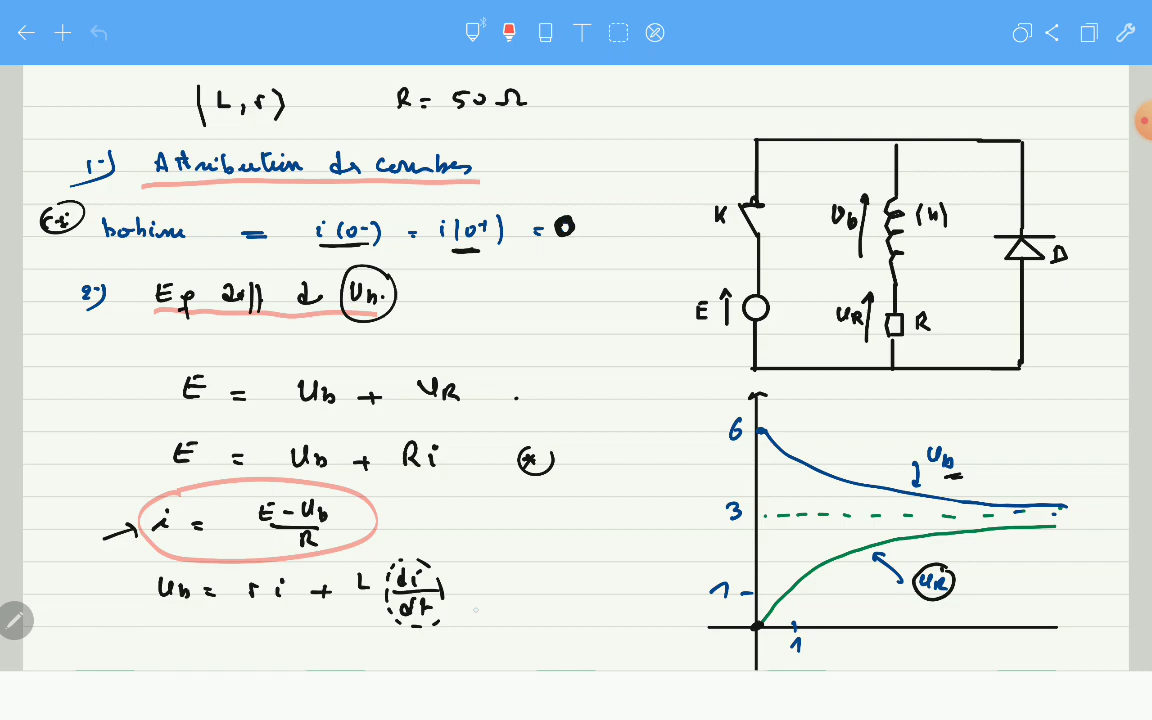 (L, r) R = 50 Ω
1-) Attribution des courbes
bobine = i(0-) = i(0+) = 0
2-) Eq diff de Ub.
E = Ub + UR.
E = Ub + Ri (*)
i = E - Ub / R
Ub = r i + L di/dt
K
Ub
E
UR
R
D
6
Ub
3
1
UR
1